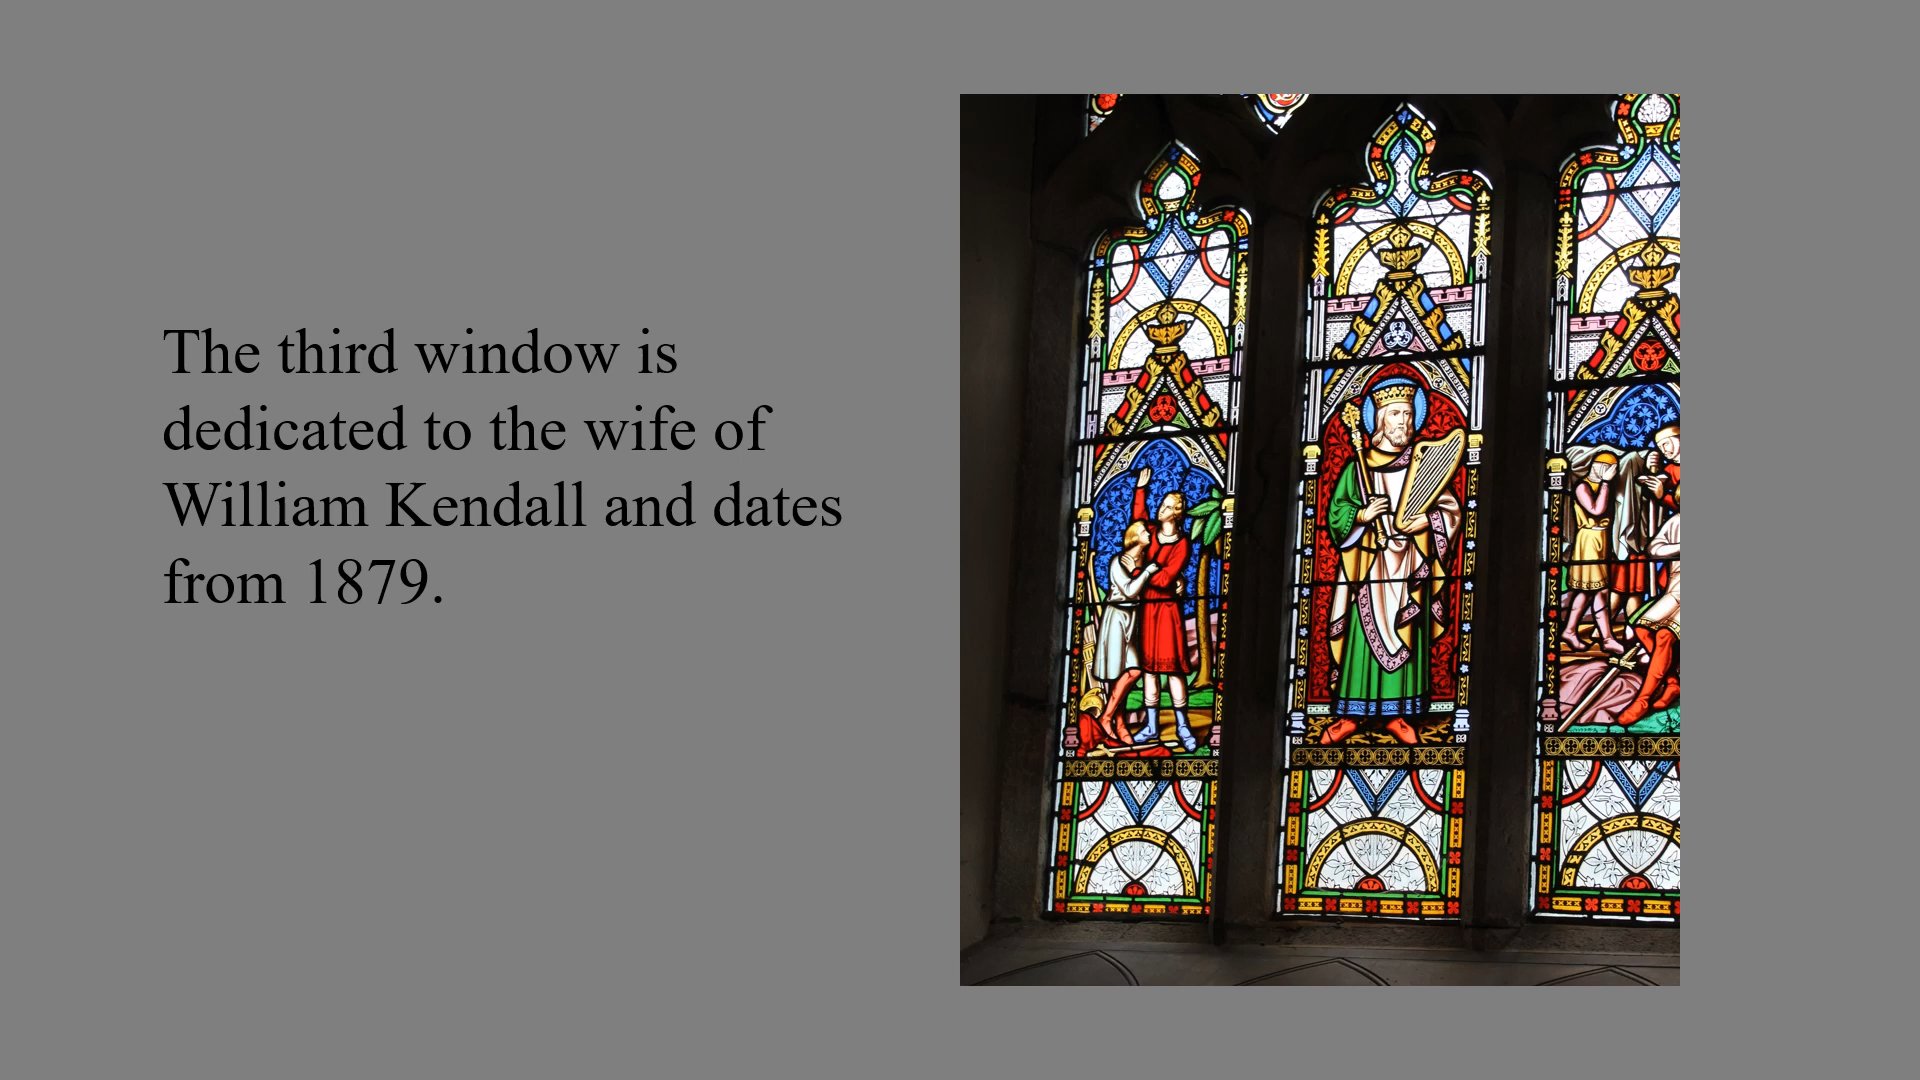 The third window is
dedicated to the wife of
William Kendall and dates
from 1879.